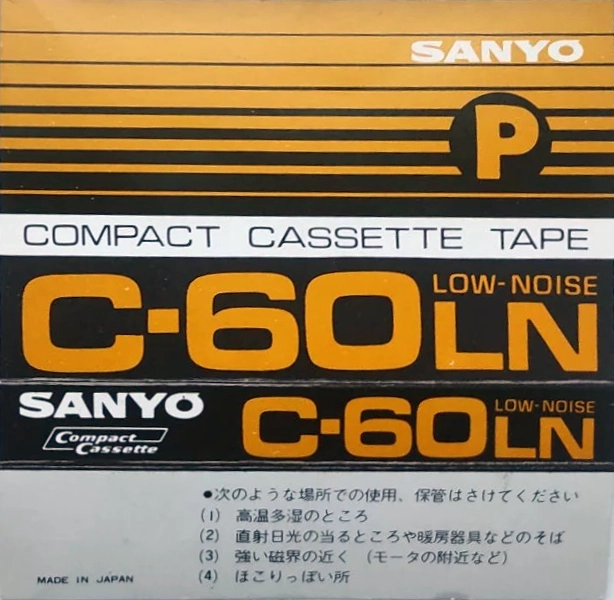 SANYO
P
COMPACT CASSETTE TAPE
C-60LN
LOW-NOISE
SANYO
Compact
Cassette
C-60LN
LOW-NOISE
●次のような場所での使用、保管はさけてください
(1) 高温多湿のところ
(2) 直射日光の当るところや暖房器具などのそば
(3) 強い磁界の近く (モータの附近など)
(4) ほこりっぽい所
MADE IN JAPAN